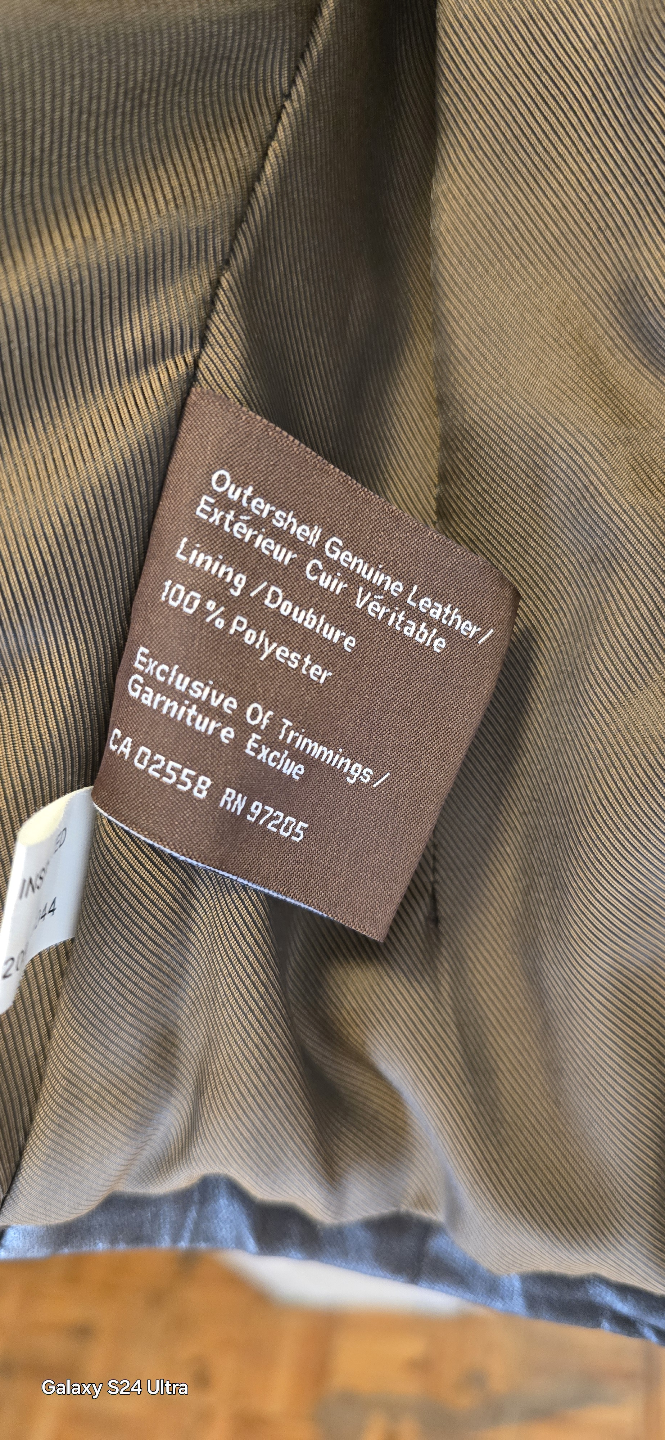 Outershell Genuine Leather/
Extérieur Cuir Véritable
Lining / Doublure
100 % Polyester
Exclusive Of Trimmings/
Garniture Exclue
CA 02558 RN 97205
Galaxy S24 Ultra